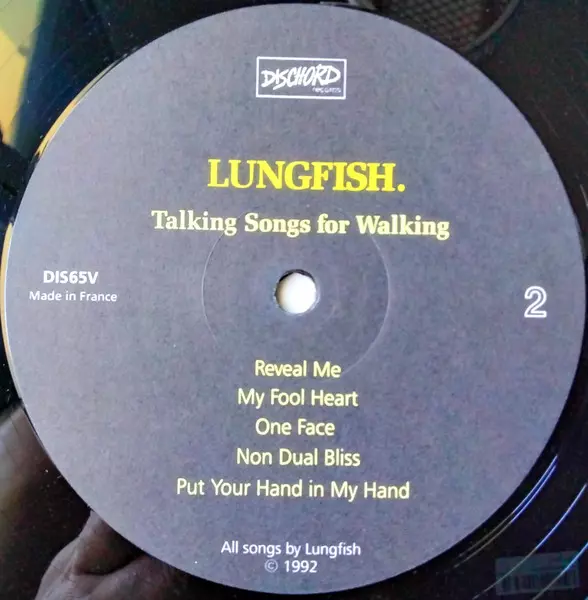 DISCHORD
records
LUNGFISH.
Talking Songs for Walking
DIS65V
Made in France
2
Reveal Me
My Fool Heart
One Face
Non Dual Bliss
Put Your Hand in My Hand
All songs by Lungfish
© 1992